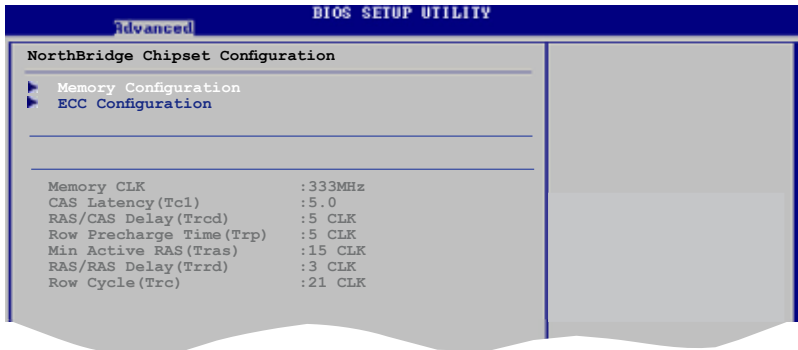 BIOS SETUP UTILITY
Advanced
NorthBridge Chipset Configuration
Memory Configuration
ECC Configuration
Memory CLK :333MHz
CAS Latency(Tcl) :5.0
RAS/CAS Delay(Trcd) :5 CLK
Row Precharge Time(Trp) :5 CLK
Min Active RAS(Tras) :15 CLK
RAS/RAS Delay(Trrd) :3 CLK
Row Cycle(Trc) :21 CLK